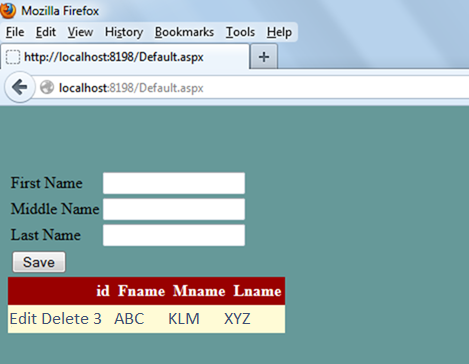 Mozilla Firefox
File Edit View History Bookmarks Tools Help
http://localhost:8198/Default.aspx +
localhost:8198/Default.aspx
First Name
Middle Name
Last Name
Save
id Fname Mname Lname
Edit Delete 3 ABC KLM XYZ